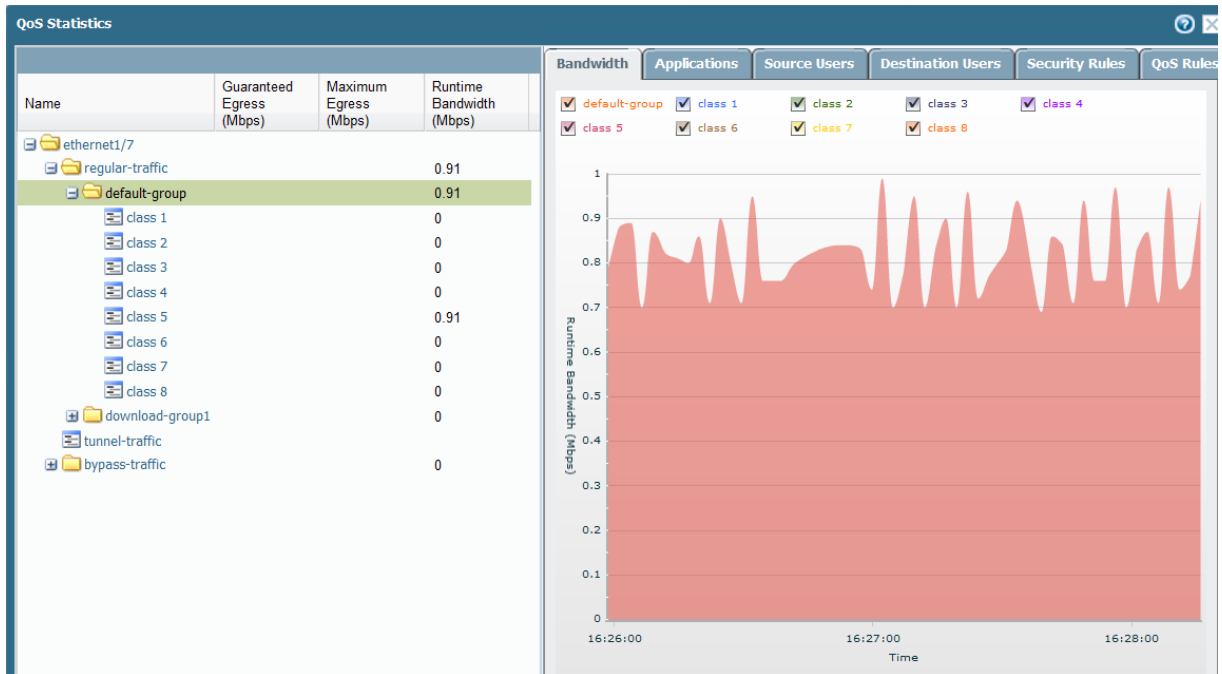 QoS Statistics
Name
Guaranteed
Egress
(Mbps)
Maximum
Egress
(Mbps)
Runtime
Bandwidth
(Mbps)
ethernet1/7
regular-traffic 0.91
default-group 0.91
class 1 0
class 2 0
class 3 0
class 4 0
class 5 0.91
class 6 0
class 7 0
class 8 0
download-group1 0
tunnel-traffic
bypass-traffic 0
Bandwidth Applications Source Users Destination Users Security Rules QoS Rules
default-group class 1 class 2 class 3 class 4
class 5 class 6 class 7 class 8
1
0.9
0.8
0.7
0.6
0.5
0.4
0.3
0.2
0.1
0
Runtime Bandwidth (Mbps)
16:26:00 16:27:00 16:28:00
Time